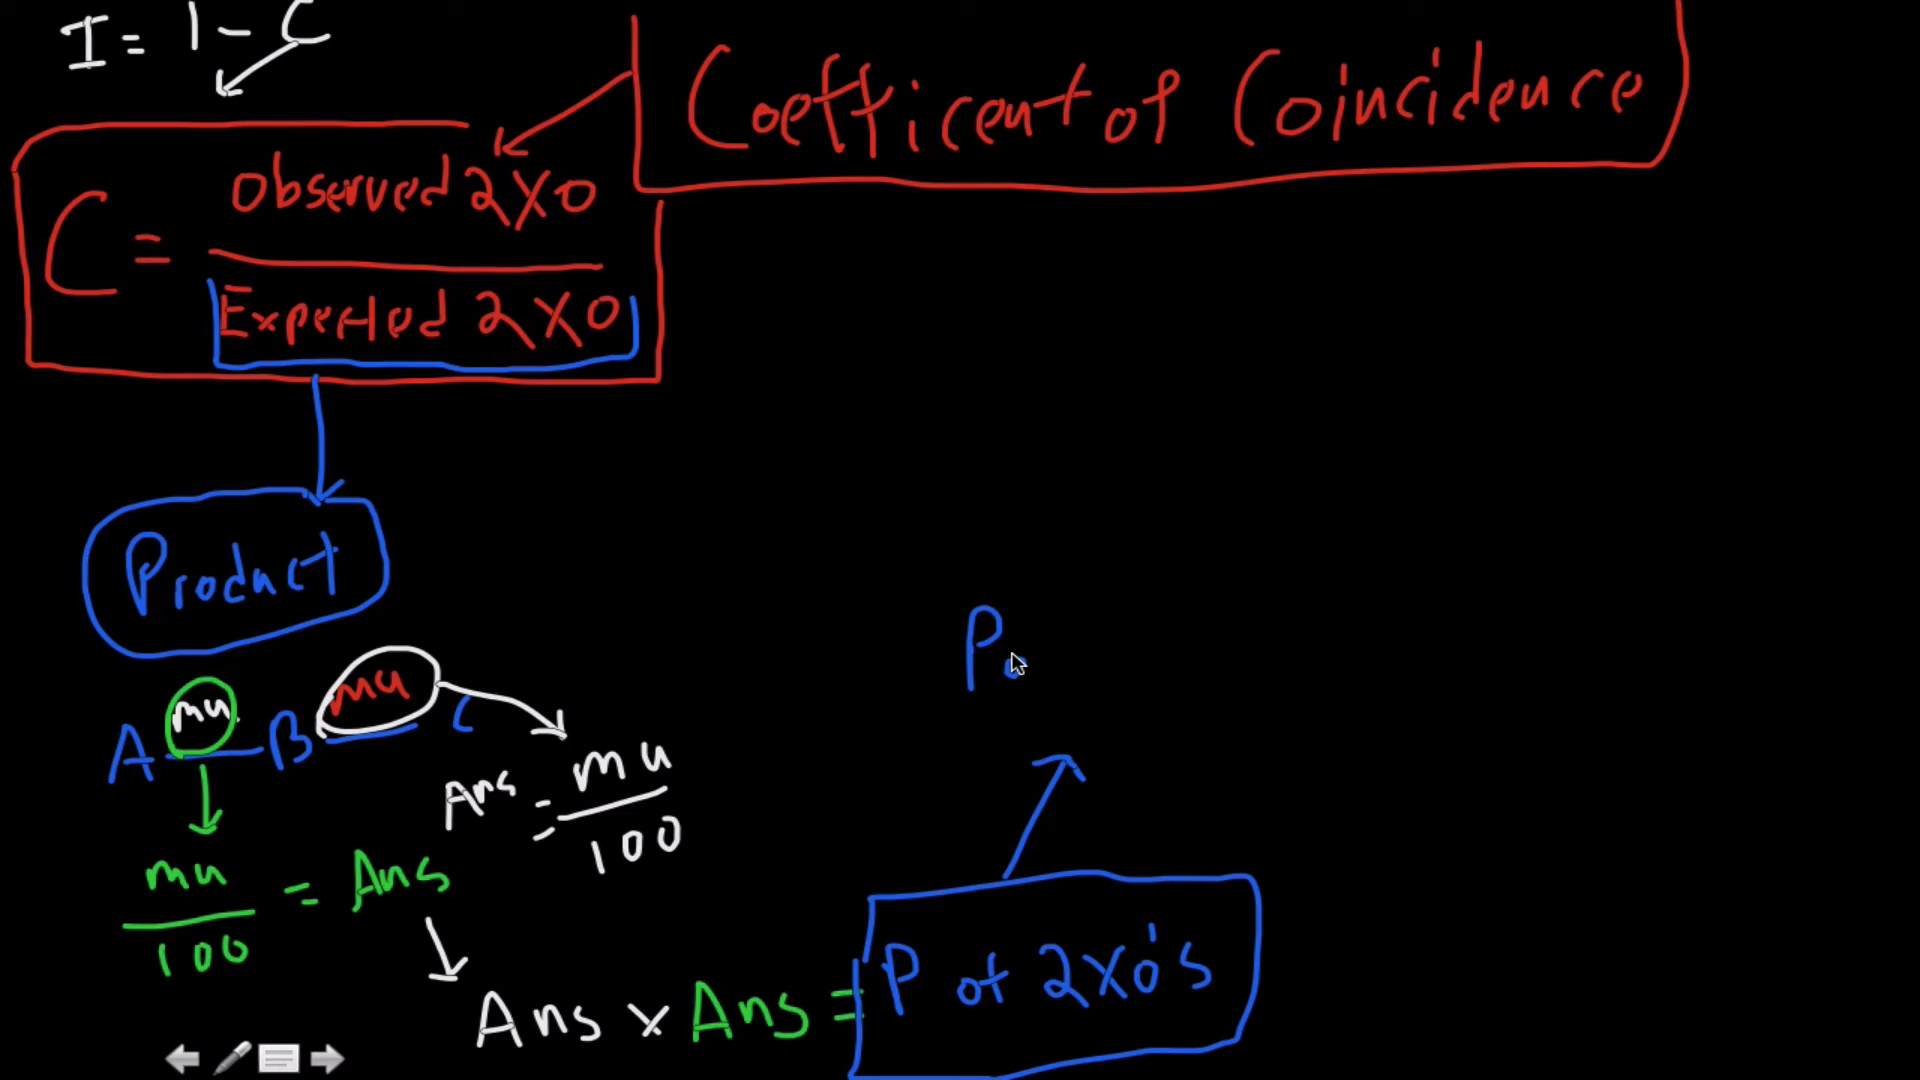 I = 1 - C
Coefficent of Coincidence
C = Observed 2XO
Expected 2XO
Product
A mu B mu C
mu
100
= Ans
Ans = mu
100
Ans x Ans = P of 2XO's
Po